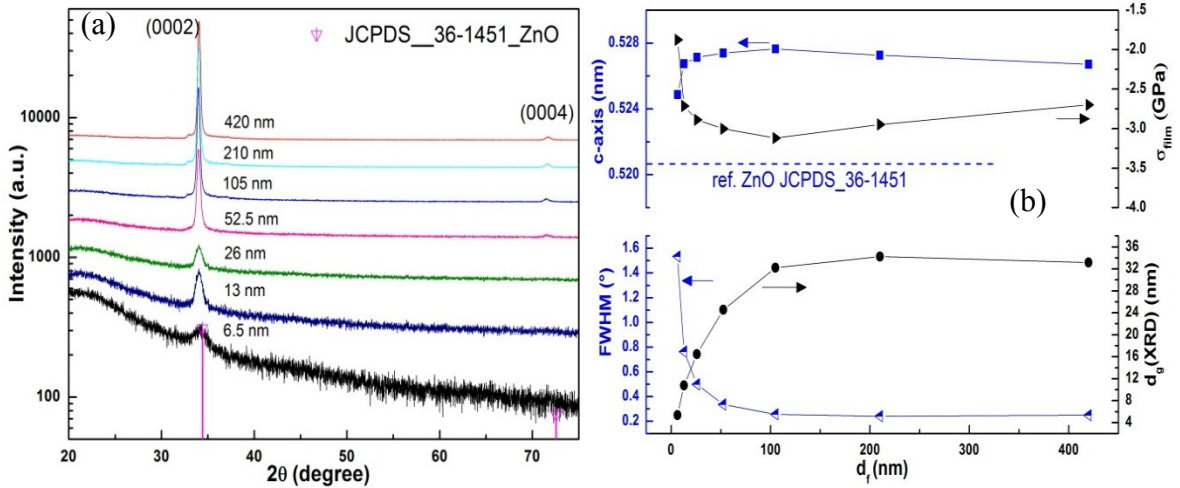 (a)
(0002)
JCPDS__36-1451_ZnO
(0004)
420 nm
210 nm
105 nm
52.5 nm
26 nm
13 nm
6.5 nm
10000
1000
100
Intensity (a.u.)
20 30 40 50 60 70
2θ (degree)
0.528
0.524
0.520
c-axis (nm)
-1.5
-2.0
-2.5
-3.0
-3.5
-4.0
σfilm (GPa)
ref. ZnO JCPDS_36-1451
(b)
1.6
1.4
1.2
1.0
0.8
0.6
0.4
0.2
FWHM (°)
36
32
28
24
20
16
12
8
4
dg(XRD) (nm)
0 100 200 300 400
df(nm)